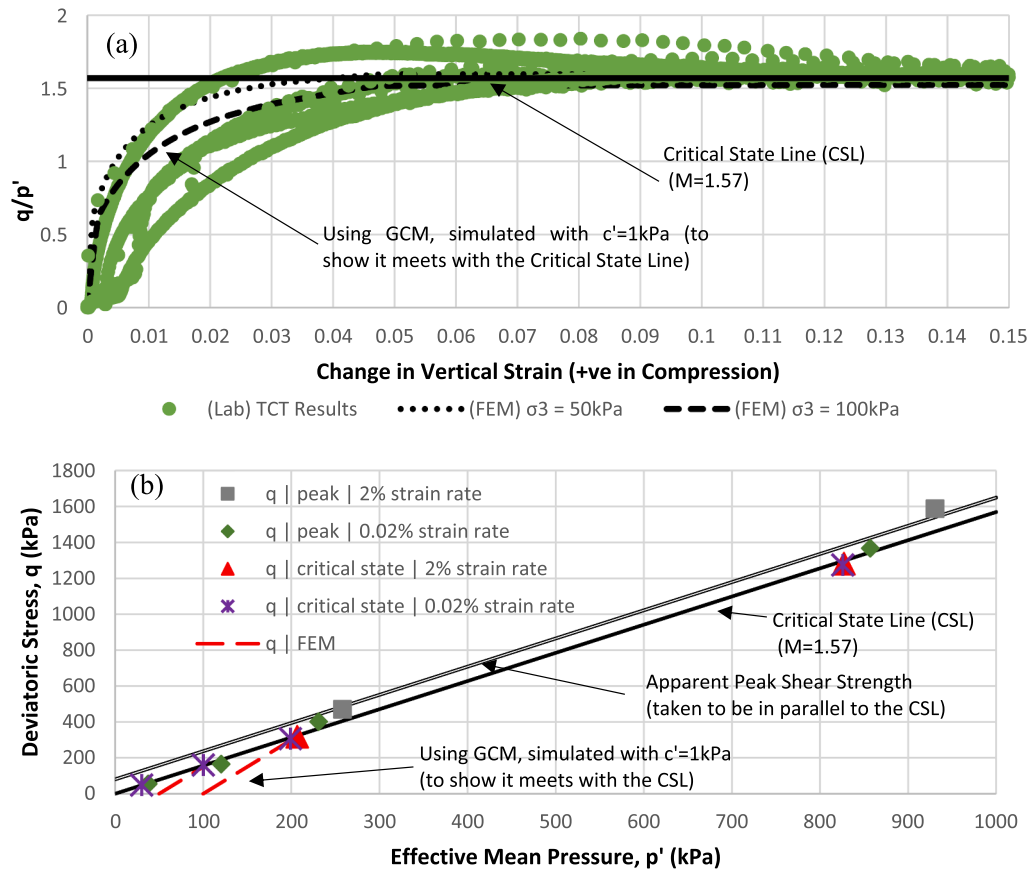 2
(a)
1.5
1
0.5
0
q/p'
Critical State Line (CSL)
(M=1.57)
Using GCM, simulated with c'=1kPa (to
show it meets with the Critical State Line)
0 0.01 0.02 0.03 0.04 0.05 0.06 0.07 0.08 0.09 0.1 0.11 0.12 0.13 0.14 0.15
Change in Vertical Strain (+ve in Compression)
(Lab) TCT Results (FEM) σ3 = 50kPa (FEM) σ3 = 100kPa
1800
(b)
1600
1400
1200
1000
800
600
400
200
0
Deviatoric Stress, q (kPa)
q | peak | 2% strain rate
q | peak | 0.02% strain rate
q | critical state | 2% strain rate
q | critical state | 0.02% strain rate
q | FEM
Critical State Line (CSL)
(M=1.57)
Apparent Peak Shear Strength
(taken to be in parallel to the CSL)
Using GCM, simulated with c'=1kPa
(to show it meets with the CSL)
0 100 200 300 400 500 600 700 800 900 1000
Effective Mean Pressure, p' (kPa)